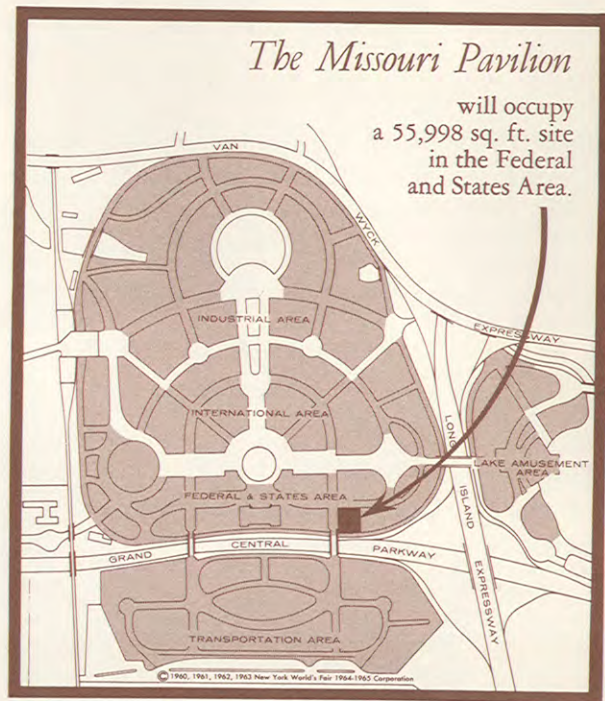 The Missouri Pavilion
will occupy
a 55,998 sq. ft. site
in the Federal
and States Area.
VAN
WYCK
EXPRESSWAY
INDUSTRIAL AREA
INTERNATIONAL AREA
LONG
ISLAND
EXPRESSWAY
LAKE AMUSEMENT
AREA
FEDERAL & STATES AREA
GRAND
CENTRAL
PARKWAY
TRANSPORTATION AREA
© 1960, 1961, 1962, 1963 New York World's Fair 1964-1965 Corporation